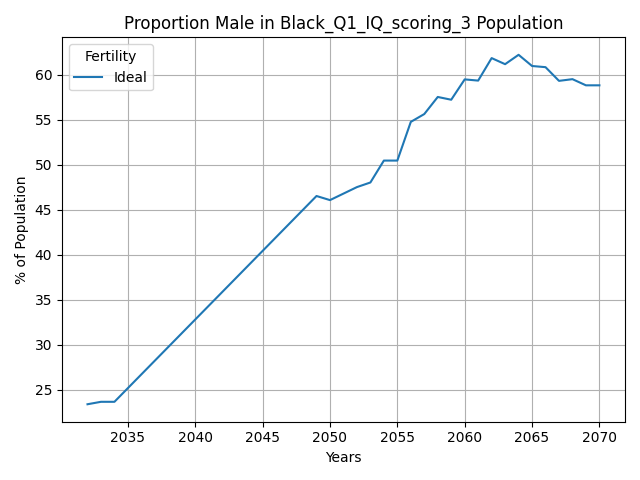 Proportion Male in Black_Q1_IQ_scoring_3 Population
Fertility
Ideal
% of Population
60
55
50
45
40
35
30
25
2035 2040 2045 2050 2055 2060 2065 2070
Years